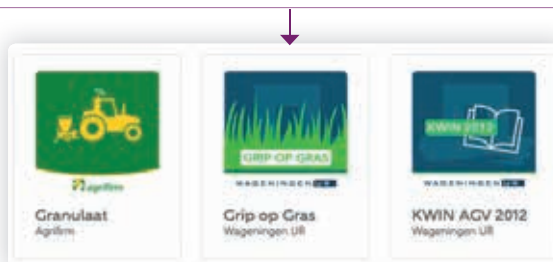 Agrifirm
Granulaat
Agrifirm
GRIP OP GRAS
WAGENINGEN UR
Grip op Gras
Wageningen UR
KWIN 2012
WAGENINGEN UR
KWIN AGV 2012
Wageningen UR